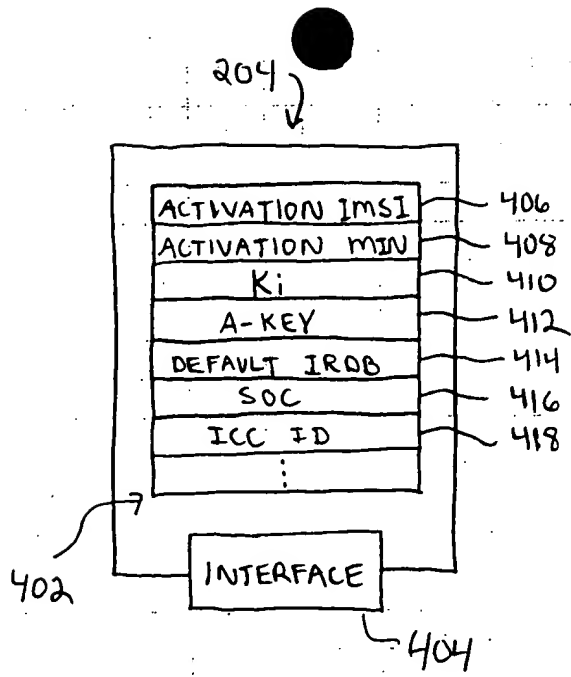 204
ACTIVATION IMSI 406
ACTIVATION MIN 408
Ki 410
A-KEY 412
DEFAULT IRDB 414
SOC 416
ICC ID 418
402
INTERFACE
404